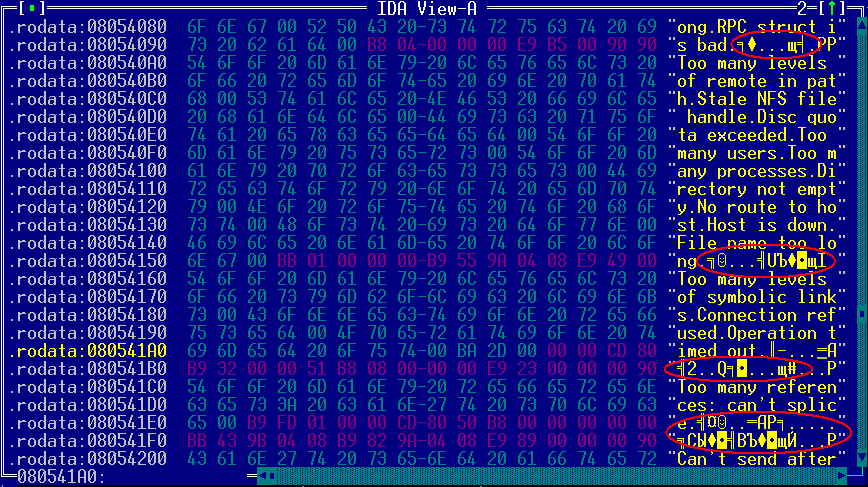 [■] IDA View-A 2=[↑]
.rodata:08054080 6F 6E 67 00 52 50 43 20-73 74 72 75 63 74 20 69 "ong.RPC struct i"
.rodata:08054090 73 20 62 61 64 00 B8 04-00 00 00 E9 B5 00 90 90 "s bad.╕♦...щ╡.РР"
.rodata:080540A0 54 6F 6F 20 6D 61 6E 79-20 6C 65 76 65 6C 73 20 "Too many levels "
.rodata:080540B0 6F 66 20 72 65 6D 6F 74-65 20 69 6E 20 70 61 74 "of remote in pat"
.rodata:080540C0 68 00 53 74 61 6C 65 20-4E 46 53 20 66 69 6C 65 "h.Stale NFS file"
.rodata:080540D0 20 68 61 6E 64 6C 65 00-44 69 73 63 20 71 75 6F " handle.Disc quo"
.rodata:080540E0 74 61 20 65 78 63 65 65-64 65 64 00 54 6F 6F 20 "ta exceeded.Too "
.rodata:080540F0 6D 61 6E 79 20 75 73 65-72 73 00 54 6F 6F 20 6D "many users.Too m"
.rodata:08054100 61 6E 79 20 70 72 6F 63-65 73 73 65 73 00 44 69 "any processes.Di"
.rodata:08054110 72 65 63 74 6F 72 79 20-6E 6F 74 20 65 6D 70 74 "rectory not empt"
.rodata:08054120 79 00 4E 6F 20 72 6F 75-74 65 20 74 6F 20 68 6F "y.No route to ho"
.rodata:08054130 73 74 00 48 6F 73 74 20-69 73 20 64 6F 77 6E 00 "st.Host is down."
.rodata:08054140 46 69 6C 65 20 6E 61 6D-65 20 74 6F 6F 20 6C 6F "File name too lo"
.rodata:08054150 6E 67 00 BB 01 00 00 00-B9 55 9A 04 08 E9 49 00 "ng.╗☺...╣UЪ♦◘щI."
.rodata:08054160 54 6F 6F 20 6D 61 6E 79-20 6C 65 76 65 6C 73 20 "Too many levels "
.rodata:08054170 6F 66 20 73 79 6D 62 6F-6C 69 63 20 6C 69 6E 6B "of symbolic link"
.rodata:08054180 73 00 43 6F 6E 6E 65 63-74 69 6F 6E 20 72 65 66 "s.Connection ref"
.rodata:08054190 75 73 65 64 00 4F 70 65-72 61 74 69 6F 6E 20 74 "used.Operation t"
.rodata:080541A0 69 6D 65 64 20 6F 75 74-00 BA 2D 00 00 00 CD 80 "imed out.║-...═А"
.rodata:080541B0 B9 32 00 00 51 B8 08 00-00 00 E9 23 00 00 00 90 "╣2..Q╕◘...щ#...Р"
.rodata:080541C0 54 6F 6F 20 6D 61 6E 79-20 72 65 66 65 72 65 6E "Too many referen"
.rodata:080541D0 63 65 73 3A 20 63 61 6E-27 74 20 73 70 6C 69 63 "ces: can't splic"
.rodata:080541E0 65 00 B9 FD 01 00 00 00-CD 80 50 B8 00 00 00 00 "e.╣¤☺...═АP╕...."
.rodata:080541F0 BB 43 9B 04 08 B9 82 9A-04 08 E9 89 00 00 00 90 "╗CЫ♦◘╣ВЪ♦◘щЙ...Р"
.rodata:08054200 43 61 6E 27 74 20 73 65-6E 64 20 61 66 74 65 72 "Can't send after"
080541A0: